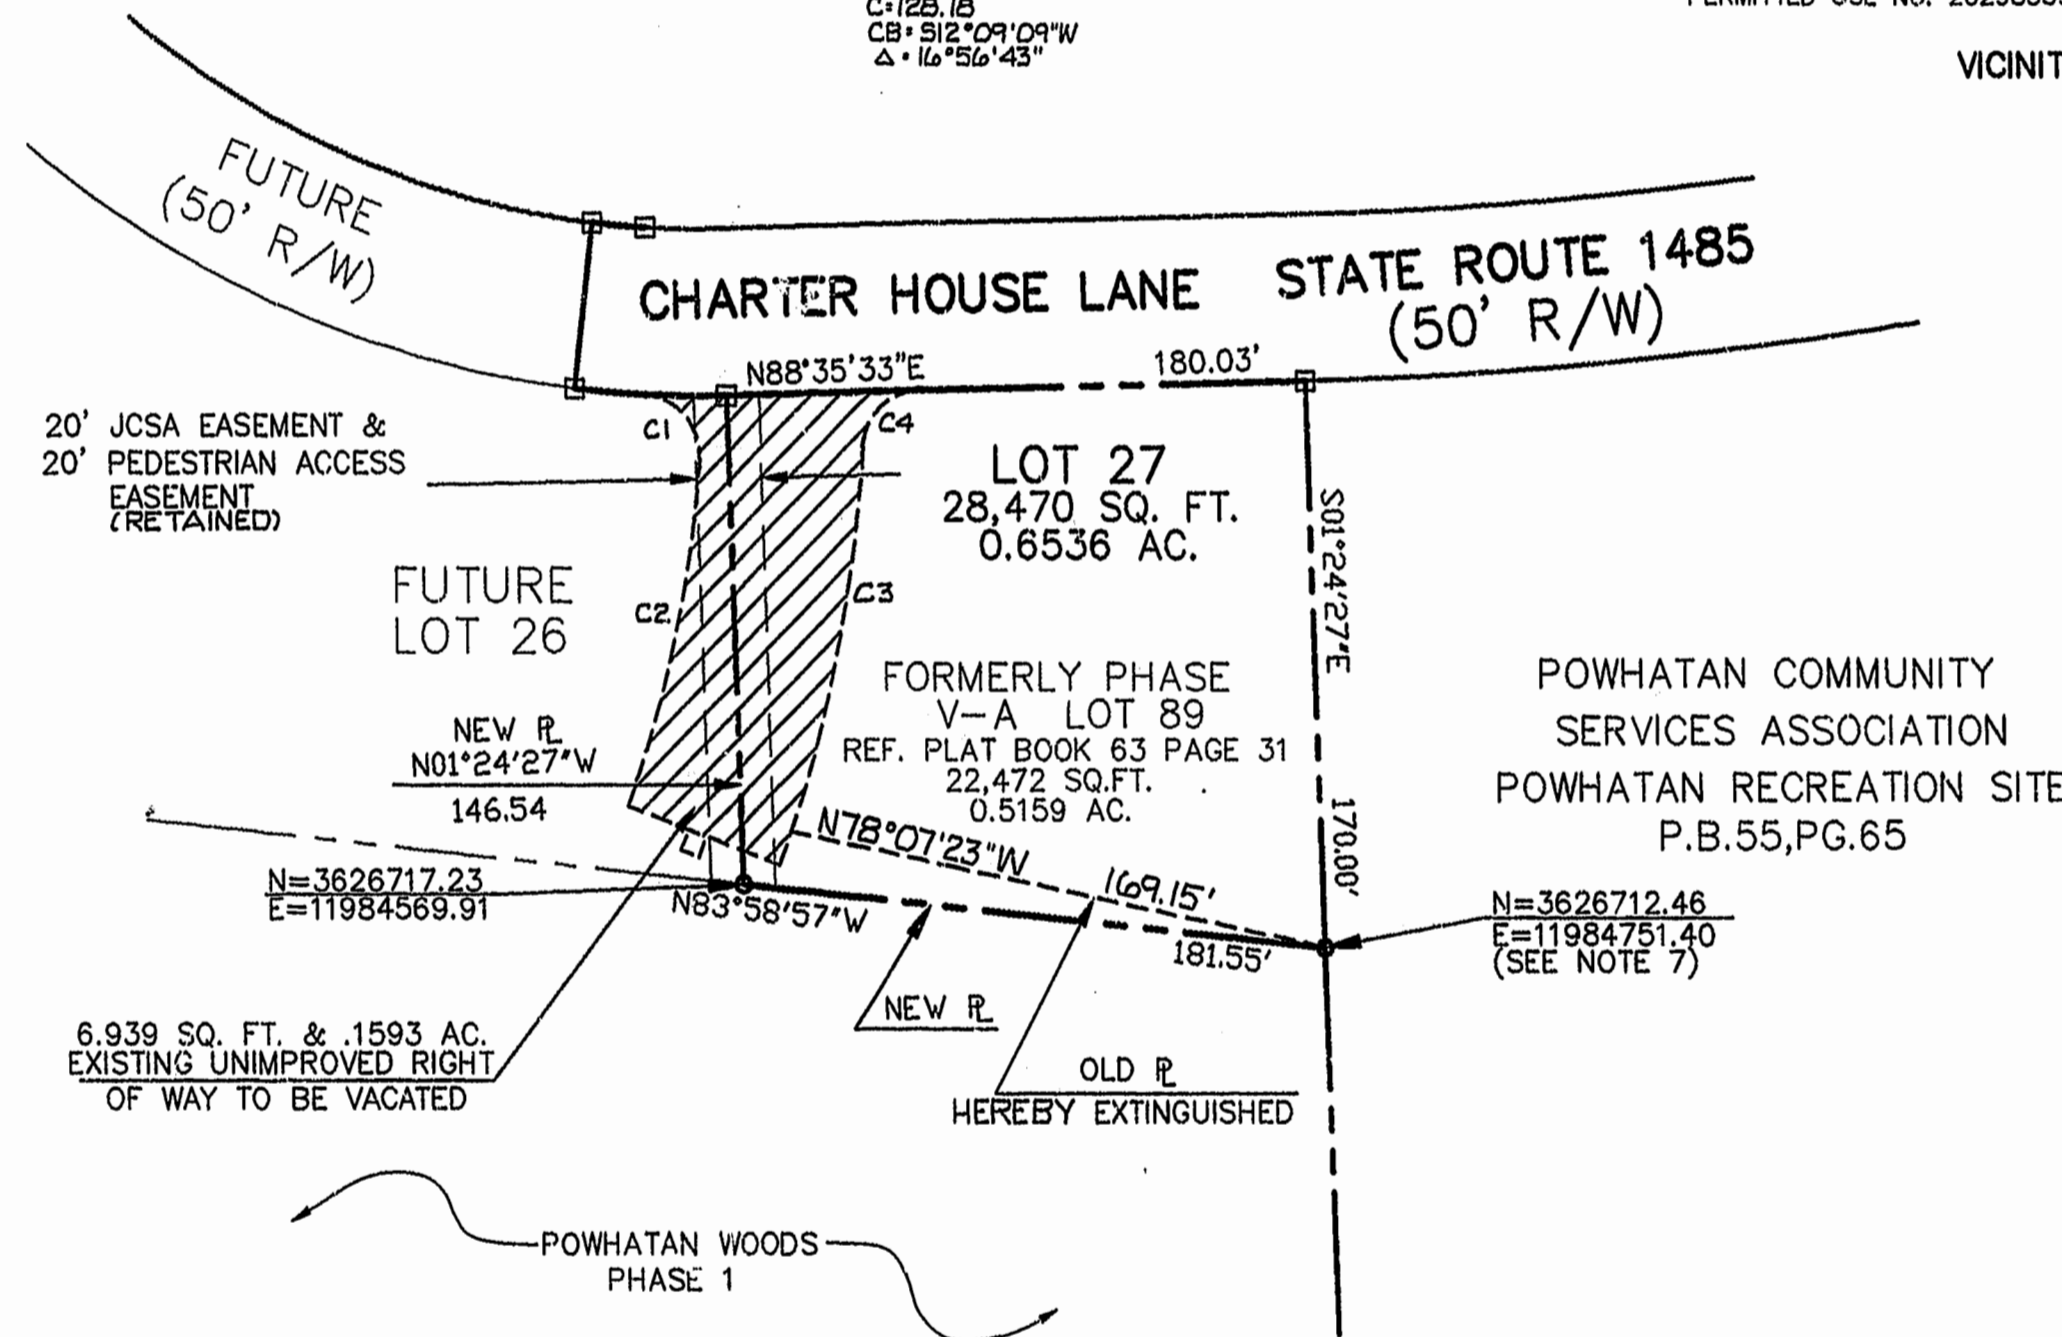 C=128.18
CB= S12°09'09"W
Δ = 16°56'43"
VICINIT
FUTURE
(50' R/W)
CHARTER HOUSE LANE
STATE ROUTE 1485
(50' R/W)
N88°35'33"E
180.03'
20' JCSA EASEMENT &
20' PEDESTRIAN ACCESS
EASEMENT
(RETAINED)
C1
C4
LOT 27
28,470 SQ. FT.
0.6536 AC.
S01°24'27"E
170.00'
FUTURE
LOT 26
C2
C3
FORMERLY PHASE
V-A LOT 89
REF. PLAT BOOK 63 PAGE 31
22,472 SQ.FT.
0.5159 AC.
POWHATAN COMMUNITY
SERVICES ASSOCIATION
POWHATAN RECREATION SITE
P.B.55,PG.65
NEW PL
N01°24'27"W
146.54
L1
N78°07'23"W
169.15'
N=3626717.23
E=11984569.91
N83°58'57"W
181.55'
N=3626712.46
E=11984751.40
(SEE NOTE 7)
NEW PL
6.939 SQ. FT. & .1593 AC.
EXISTING UNIMPROVED RIGHT
OF WAY TO BE VACATED
OLD PL
HEREBY EXTINGUISHED
POWHATAN WOODS
PHASE 1